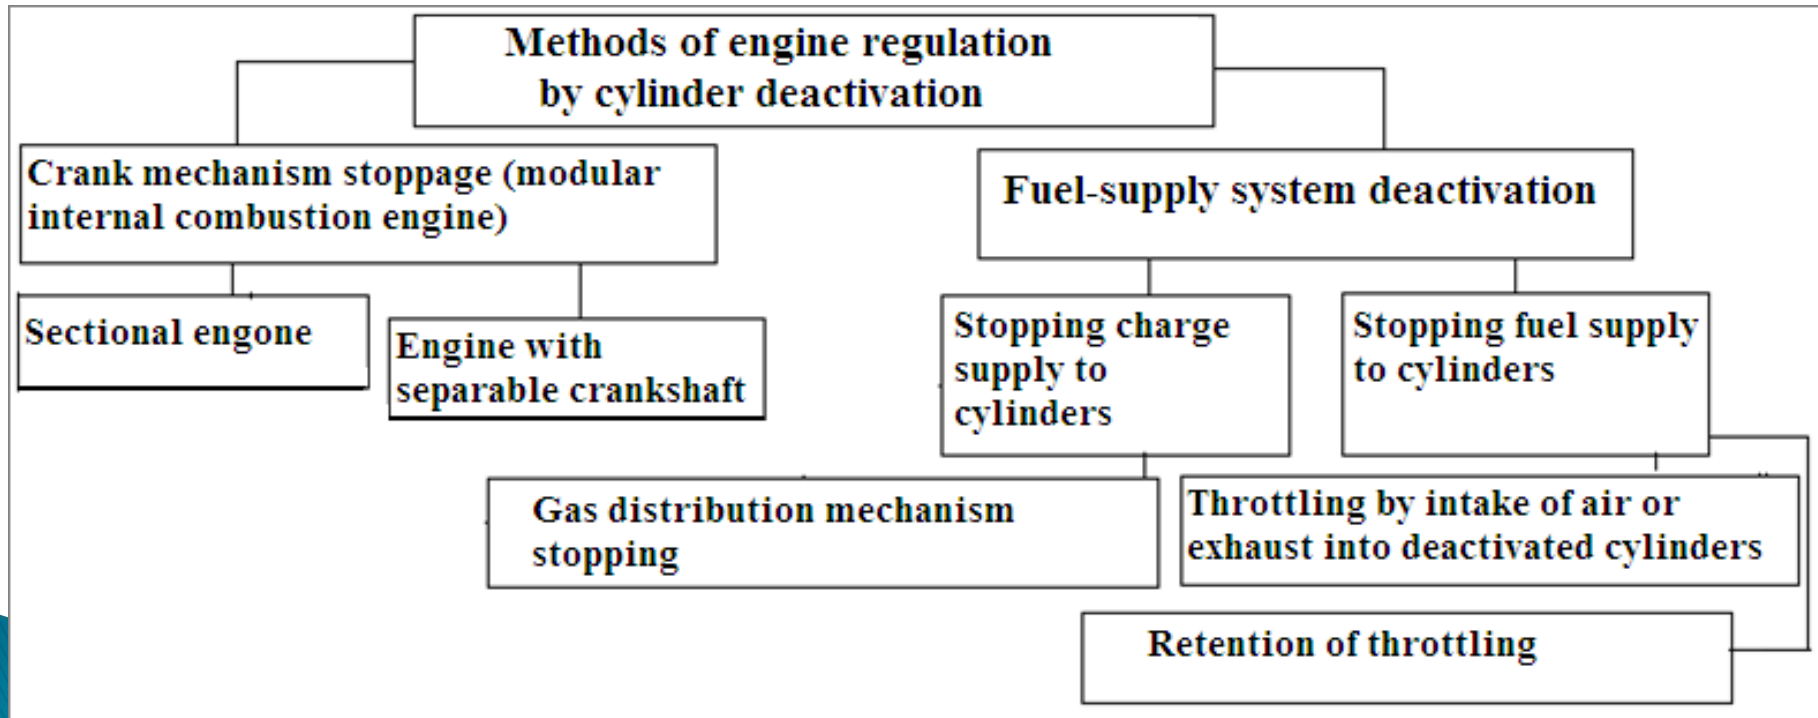 Methods of engine regulation
by cylinder deactivation
Crank mechanism stoppage (modular
internal combustion engine)
Fuel-supply system deactivation
Sectional engone
Engine with
separable crankshaft
Stopping charge
supply to
cylinders
Stopping fuel supply
to cylinders
Gas distribution mechanism
stopping
Throttling by intake of air or
exhaust into deactivated cylinders
Retention of throttling